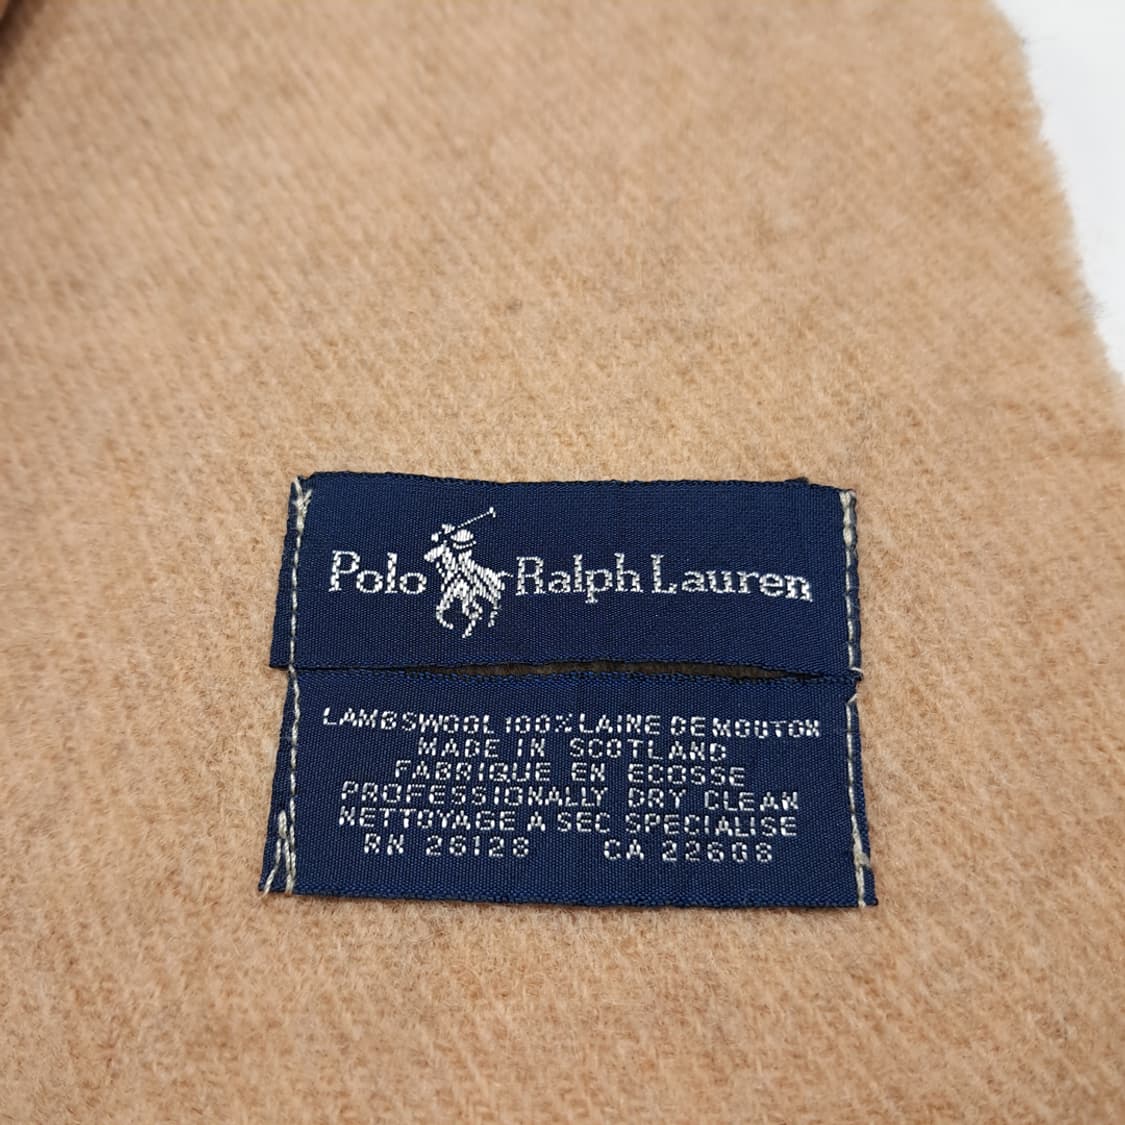 Polo Ralph Lauren
LAMBSWOOL 100% LAINE DE MOUTON
MADE IN SCOTLAND
FABRIQUE EN ECOSSE
PROFESSIONALLY DRY CLEAN
NETTOYAGE A SEC SPECIALISE
RN 26128 CA 22608